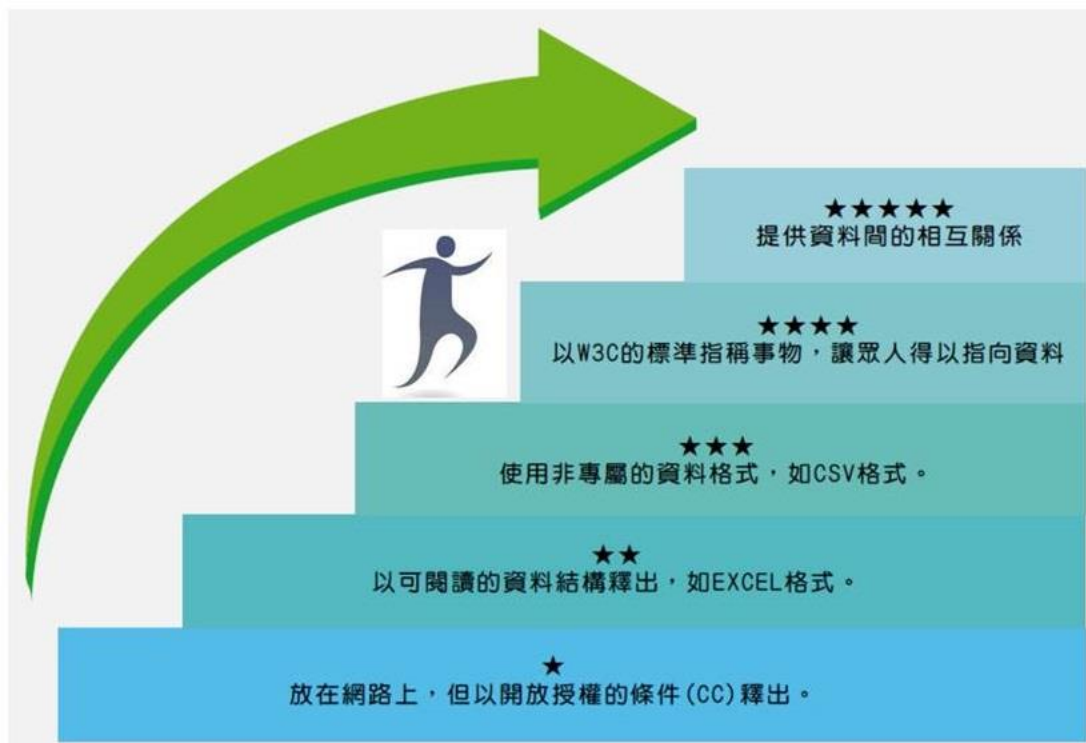 ★★★★★
提供資料間的相互關係
★★★★
以W3C的標準指稱事物，讓眾人得以指向資料
★★★
使用非專屬的資料格式，如CSV格式。
★★
以可閱讀的資料結構釋出，如EXCEL格式。
★
放在網路上，但以開放授權的條件(CC)釋出。